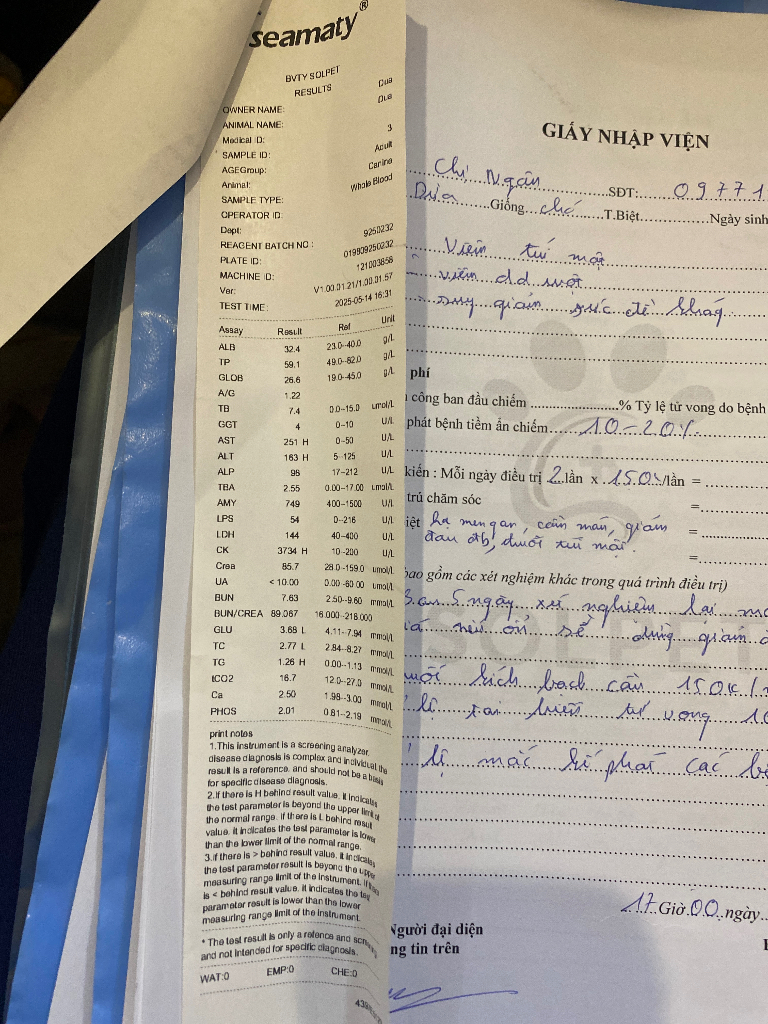 seamaty®
BVTY SOLPET
RESULTS
OWNER NAME: Dua
ANIMAL NAME: Dua
Medical ID:
SAMPLE ID: 3
AGEGroup: Adult
Animal: Canine
SAMPLE TYPE: Whole Blood
OPERATOR ID:
Dept:
REAGENT BATCH NO: 9250232
PLATE ID: 019809250232
MACHINE ID: 121003856
Ver: V1.00.01.21/1.00.01.57
TEST TIME: 2025-05-14 16:31
Assay Result Ref Unit
ALB 32.4 23.0--40.0 g/L
TP 59.1 49.0--82.0 g/L
GLOB 26.6 19.0--45.0 g/L
A/G 1.22
TB 7.4 0.0--15.0 umol/L
GGT 4 0--10 U/L
AST 251 H 0--50 U/L
ALT 163 H 5--125 U/L
ALP 98 17--212 U/L
TBA 2.55 0.00--17.00 umol/L
AMY 749 400--1500 U/L
LPS 54 0--216 U/L
LDH 144 40--400 U/L
CK 3734 H 10--200 U/L
Crea 85.7 28.0--159.0 umol/L
UA < 10.00 0.00--60.00 umol/L
BUN 7.63 2.50--9.60 mmol/L
BUN/CREA 89.067 16.000--218.000
GLU 3.68 L 4.11--7.94 mmol/L
TC 2.77 L 2.84--8.27 mmol/L
TG 1.26 H 0.00--1.13 mmol/L
tCO2 16.7 12.0--27.0 mmol/L
Ca 2.50 1.98--3.00 mmol/L
PHOS 2.01 0.81--2.19 mmol/L
print notes
1.This instrument is a screening analyzer,
disease diagnosis is complex and individual, the
result is a reference, and should not be a basis
for specific disease diagnosis.
2.If there is H behind result value, it indicates
the test parameter is beyond the upper limit of
the normal range. If there is L behind result
value, it indicates the test parameter is lower
than the lower limit of the normal range.
3.if there is > behind result value, it indicates
the test parameter result is beyond the upper
measuring range limit of the instrument. If there
is < behind result value, it indicates the test
parameter result is lower than the lower
measuring range limit of the instrument.
* The test result is only a refence and screening
and not intended for specific diagnosis.
WAT:0 EMP:0 CHE:0
GIẤY NHẬP VIỆN
Chị Ngân SĐT: 09771
Dừa Giống chó T.Biệt Ngày sinh
Viêm túi mật
viêm dd ruột
suy giảm sức đề kháng
phí
công ban đầu chiếm % Tỷ lệ tử vong do bệnh
phát bệnh tiềm ẩn chiếm 10-20%
kiến : Mỗi ngày điều trị 2 lần x 150 /lần =
trú chăm sóc =
iệt hạ men gan, giảm =
đau =
bao gồm các xét nghiệm khác trong quá trình điều trị)
5 ngày xét nghiệm lại
ổn sẽ dừng
kích bạch cầu 150k/
tai biến tử vong
lệ mắc kế phát các
17 Giờ 00 ngày
Người đại diện
ng tin trên
SOLPET